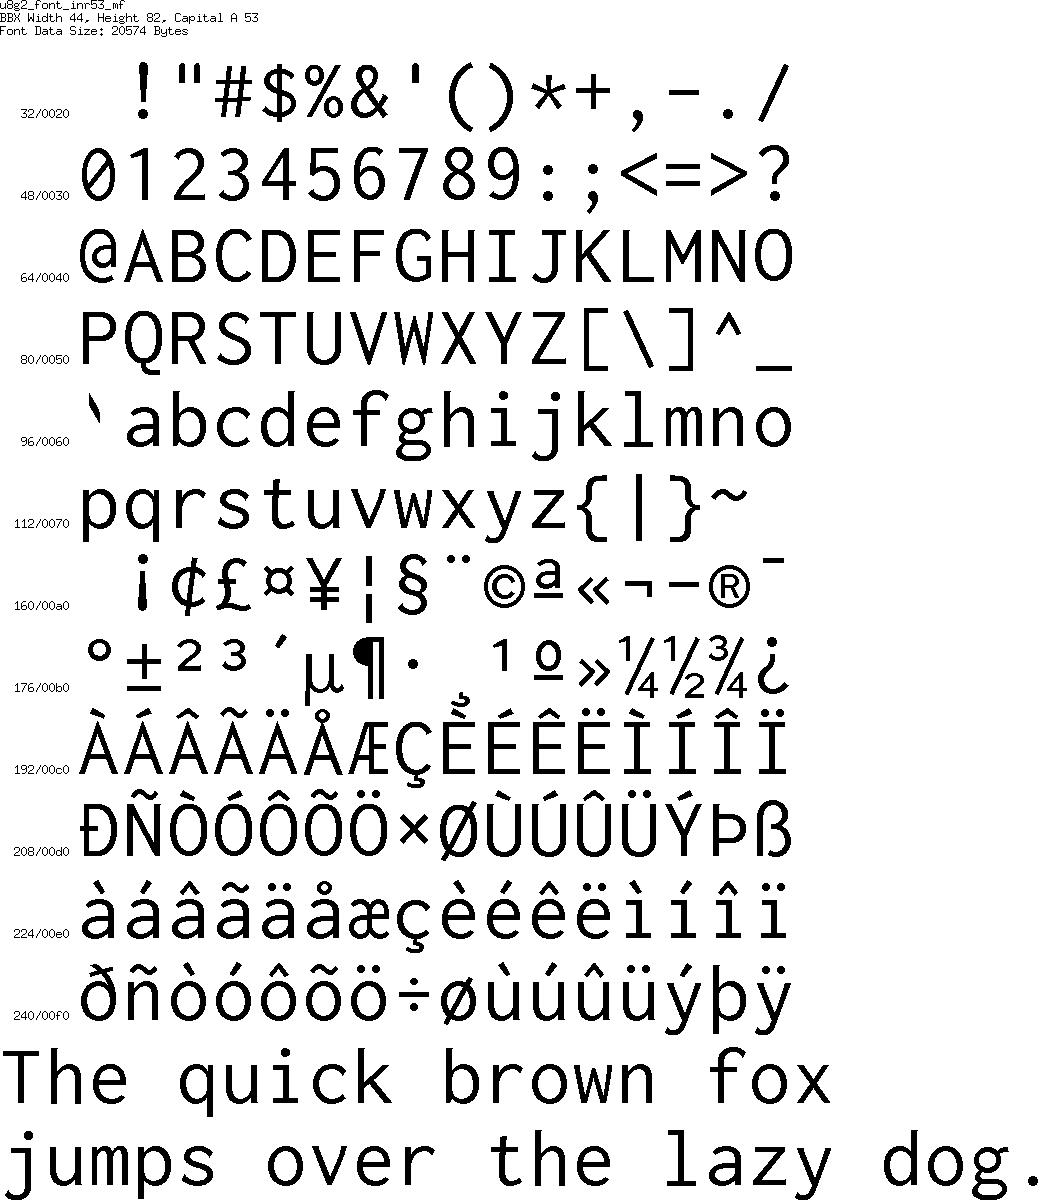 u8g2_font_inr53_mf
BBX Width 44, Height 82, Capital A 53
Font Data Size: 20574 Bytes
32/0020 !"#$%&'()*+,-./
48/0030 0123456789:;<=>?
64/0040 @ABCDEFGHIJKLMNO
80/0050 PQRSTUVWXYZ[\]^_
96/0060 `abcdefghijklmno
112/0070 pqrstuvwxyz{|}~
160/00a0 ¡¢£¤¥¦§¨©ª«¬-®¯
176/00b0 °±²³´µ¶·¸¹º»¼½¾¿
192/00c0 ÀÁÂÃÄÅÆÇÈÉÊËÌÍÎÏ
208/00d0 ÐÑÒÓÔÕÖ×ØÙÚÛÜÝÞß
224/00e0 àáâãäåæçèéêëìíîï
240/00f0 ðñòóôõö÷øùúûüýþÿ
The quick brown fox
jumps over the lazy dog.